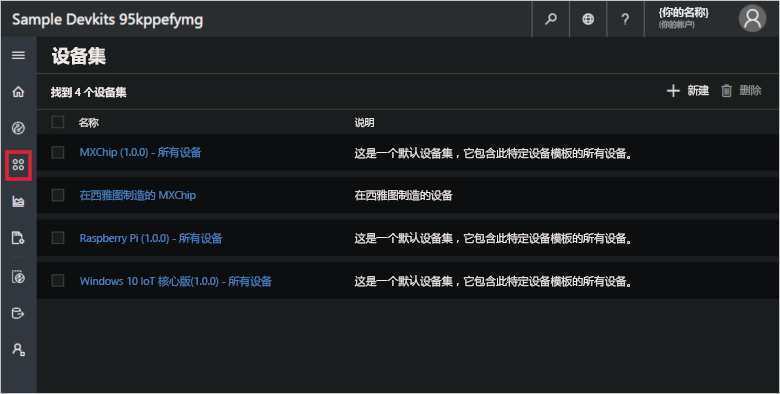 Sample Devkits 95kppefymg
?
{你的名称}
(你的帐户)
设备集
找到 4 个设备集
新建
删除
名称
说明
MXChip (1.0.0) - 所有设备
这是一个默认设备集，它包含此特定设备模板的所有设备。
在西雅图制造的 MXChip
在西雅图制造的设备
Raspberry Pi (1.0.0) - 所有设备
这是一个默认设备集，它包含此特定设备模板的所有设备。
Windows 10 IoT 核心版(1.0.0) - 所有设备
这是一个默认设备集，它包含此特定设备模板的所有设备。